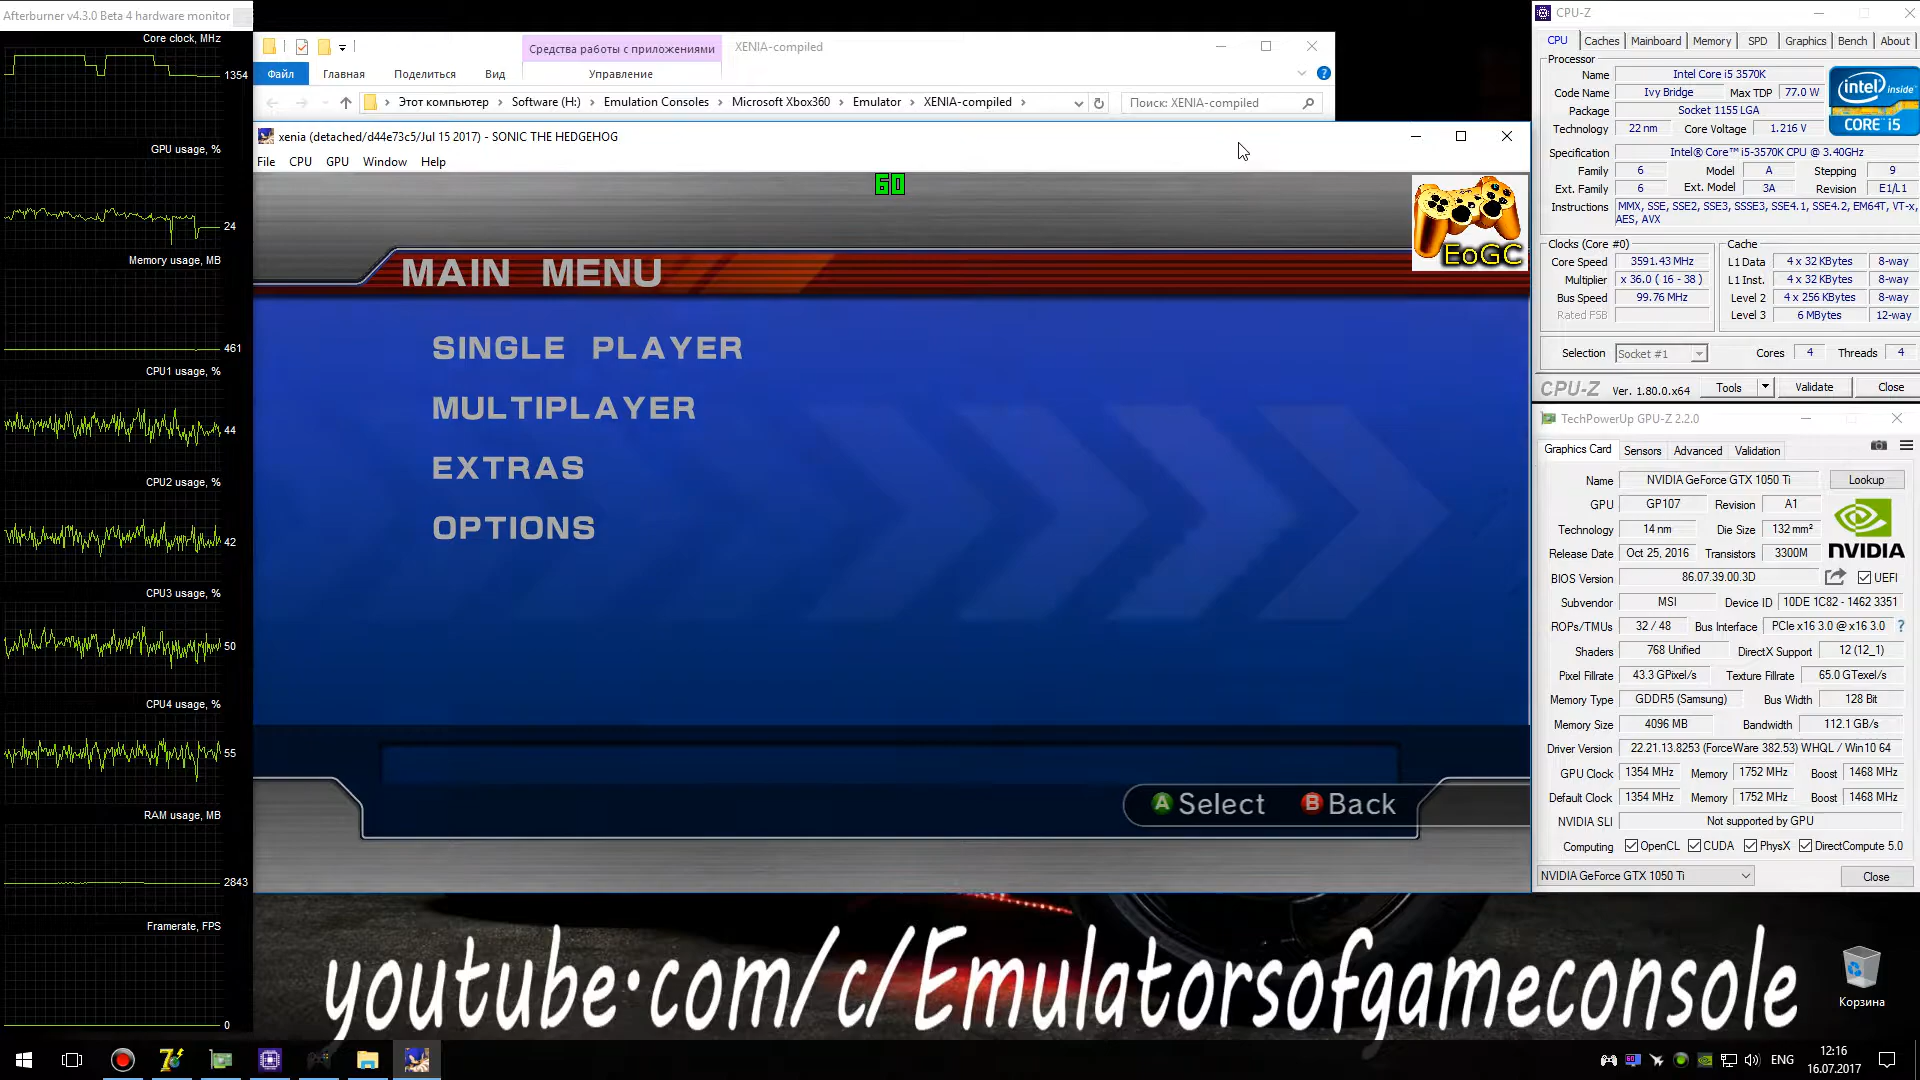 Afterburner v4.3.0 Beta 4 hardware monitor
Core clock, MHz
1354
GPU usage, %
24
Memory usage, MB
461
CPU1 usage, %
44
CPU2 usage, %
42
CPU3 usage, %
50
CPU4 usage, %
55
RAM usage, MB
2843
Framerate, FPS
0
Средства работы с приложениями
XENIA-compiled
Файл
Главная
Поделиться
Вид
Управление
Этот компьютер
Software (H:)
Emulation Consoles
Microsoft Xbox360
Emulator
XENIA-compiled
Поиск: XENIA-compiled
xenia (detached/d44e73c5/Jul 15 2017) - SONIC THE HEDGEHOG
File CPU GPU Window Help
60
EoGC
MAIN MENU
SINGLE PLAYER
MULTIPLAYER
EXTRAS
OPTIONS
A Select B Back
CPU-Z
CPU Caches Mainboard Memory SPD Graphics Bench About
Processor
Name Intel Core i5 3570K
Code Name Ivy Bridge Max TDP 77.0 W
Package Socket 1155 LGA
Technology 22 nm Core Voltage 1.216 V
intel inside™
CORE i5
Specification Intel® Core™ i5-3570K CPU @ 3.40GHz
Family 6 Model A Stepping 9
Ext. Family 6 Ext. Model 3A Revision E1/L1
Instructions MMX, SSE, SSE2, SSE3, SSSE3, SSE4.1, SSE4.2, EM64T, VT-x,
AES, AVX
Clocks (Core #0)
Core Speed 3591.43 MHz
Multiplier x 36.0 ( 16 - 38 )
Bus Speed 99.76 MHz
Rated FSB
Cache
L1 Data 4 x 32 KBytes 8-way
L1 Inst. 4 x 32 KBytes 8-way
Level 2 4 x 256 KBytes 8-way
Level 3 6 MBytes 12-way
Selection Socket #1 Cores 4 Threads 4
CPU-Z Ver. 1.80.0.x64 Tools Validate Close
TechPowerUp GPU-Z 2.2.0
Graphics Card Sensors Advanced Validation
Name NVIDIA GeForce GTX 1050 Ti Lookup
GPU GP107 Revision A1
Technology 14 nm Die Size 132 mm²
Release Date Oct 25, 2016 Transistors 3300M
NVIDIA
BIOS Version 86.07.39.00.3D UEFI
Subvendor MSI Device ID 10DE 1C82 - 1462 3351
ROPs/TMUs 32 / 48 Bus Interface PCIe x16 3.0 @ x16 3.0 ?
Shaders 768 Unified DirectX Support 12 (12_1)
Pixel Fillrate 43.3 GPixel/s Texture Fillrate 65.0 GTexel/s
Memory Type GDDR5 (Samsung) Bus Width 128 Bit
Memory Size 4096 MB Bandwidth 112.1 GB/s
Driver Version 22.21.13.8253 (ForceWare 382.53) WHQL / Win10 64
GPU Clock 1354 MHz Memory 1752 MHz Boost 1468 MHz
Default Clock 1354 MHz Memory 1752 MHz Boost 1468 MHz
NVIDIA SLI Not supported by GPU
Computing OpenCL CUDA PhysX DirectCompute 5.0
NVIDIA GeForce GTX 1050 Ti Close
youtube.com/c/Emulatorsofgameconsole
Корзина
ENG
12:16
16.07.2017